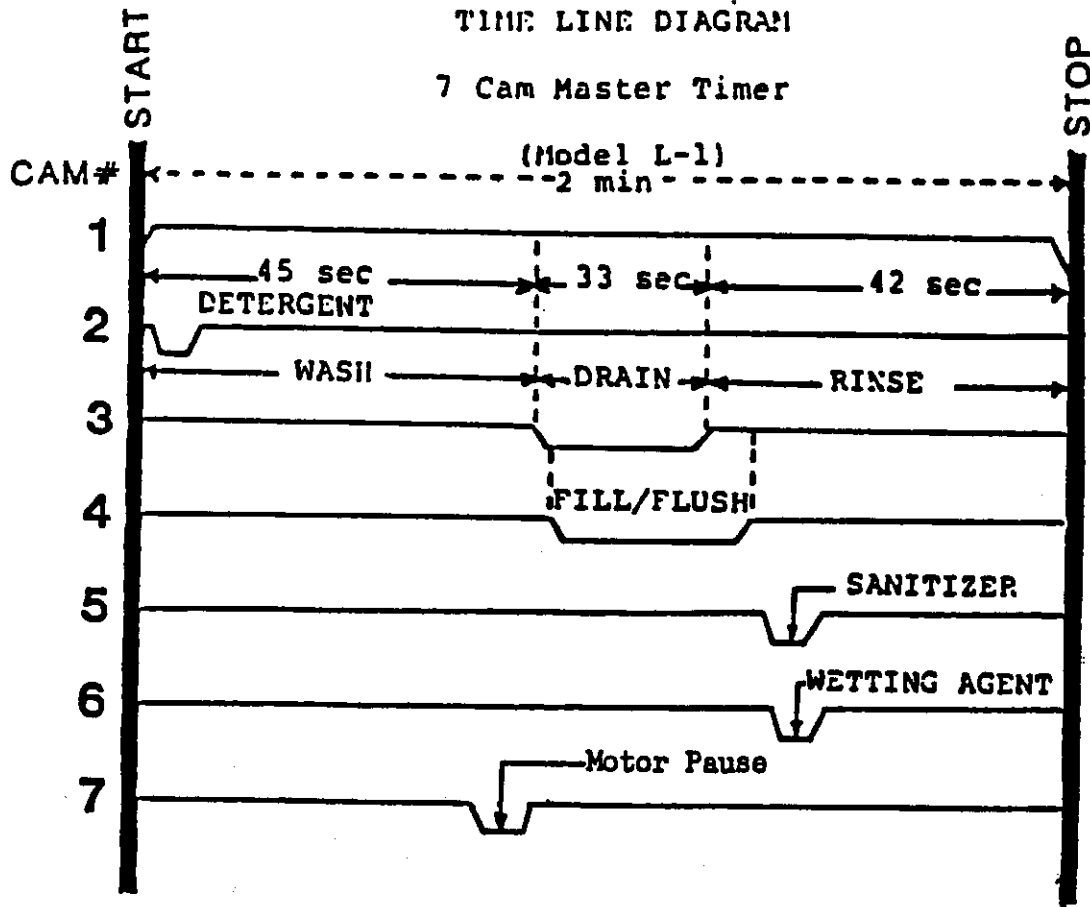 TIME LINE DIAGRAM
START
STOP
7 Cam Master Timer
(Model L-1)
CAM#
2 min
1
45 sec
33 sec
42 sec
DETERGENT
2
WASH
DRAIN
RINSE
3
FILL/FLUSH
4
SANITIZER
5
WETTING AGENT
6
Motor Pause
7